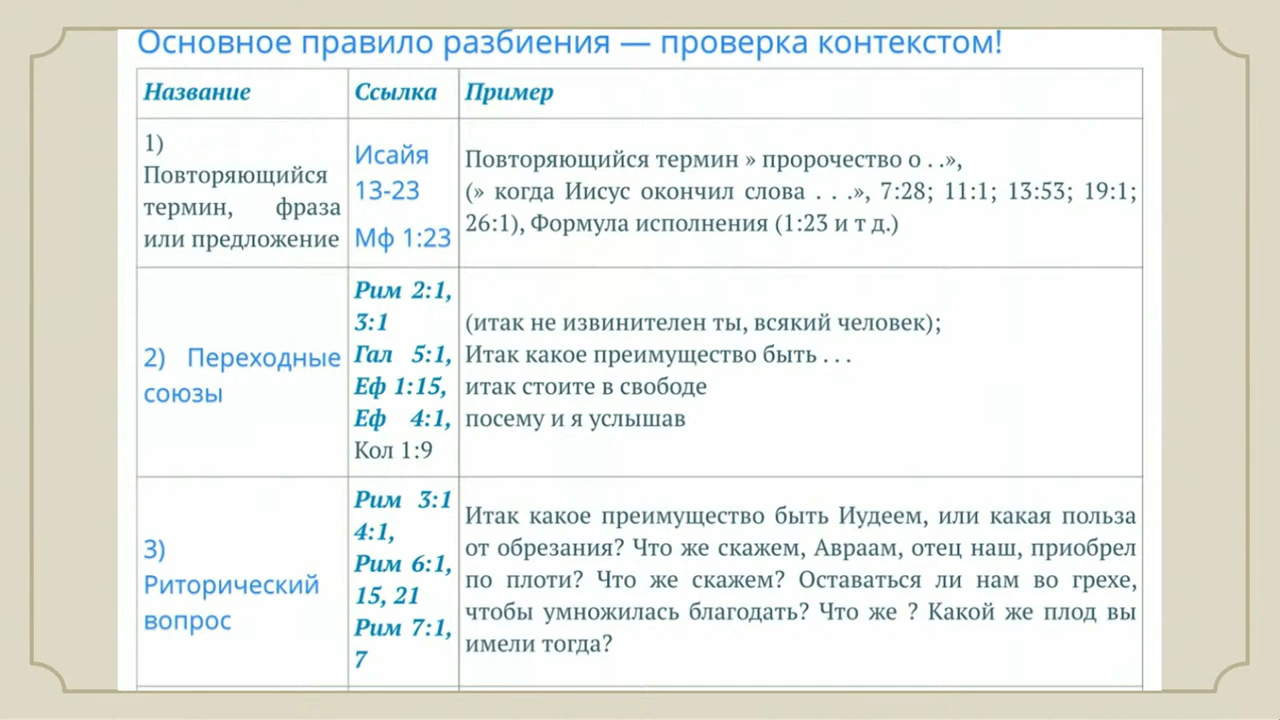 Основное правило разбиения — проверка контекстом!
Название
Ссылка
Пример
1)
Повторяющийся
термин, фраза
или предложение
Исайя
13-23
Мф 1:23
Повторяющийся термин » пророчество о . .»,
(» когда Иисус окончил слова . . .», 7:28; 11:1; 13:53; 19:1;
26:1), Формула исполнения (1:23 и т д.)
2) Переходные
союзы
Рим 2:1,
3:1
Гал 5:1,
Еф 1:15,
Еф 4:1,
Кол 1:9
(итак не извинителен ты, всякий человек);
Итак какое преимущество быть . . .
итак стоите в свободе
посему и я услышав
3)
Риторический
вопрос
Рим 3:1
4:1,
Рим 6:1,
15, 21
Рим 7:1,
7
Итак какое преимущество быть Иудеем, или какая польза
от обрезания? Что же скажем, Авраам, отец наш, приобрел
по плоти? Что же скажем? Оставаться ли нам во грехе,
чтобы умножилась благодать? Что же ? Какой же плод вы
имели тогда?